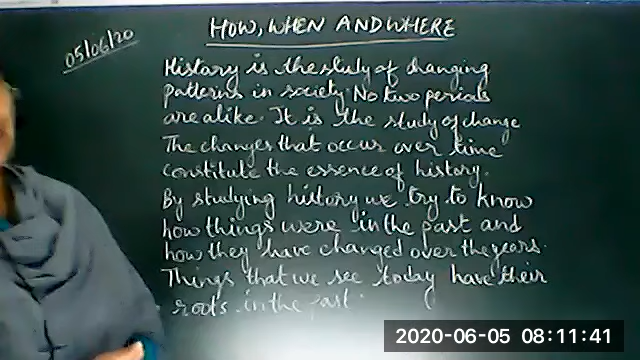 05/06/20
HOW, WHEN AND WHERE
History is the study of changing
patterns in society. No two periods
are alike. It is the study of change
The changes that occur over time
constitute the essence of history.
By studying history we try to know
how things were in the past and
how they have changed over the years.
Things that we see today have their
roots in the past.
2020-06-05 08:11:41